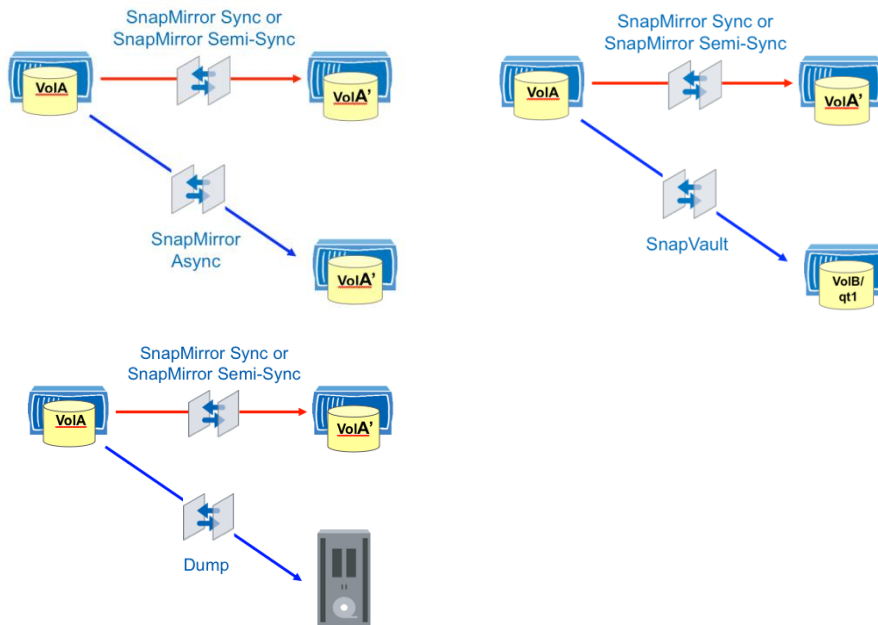 SnapMirror Sync or
SnapMirror Semi-Sync
VolA
VolA'
SnapMirror
Async
VolA'
SnapMirror Sync or
SnapMirror Semi-Sync
VolA
VolA'
SnapVault
VolB/
qt1
SnapMirror Sync or
SnapMirror Semi-Sync
VolA
VolA'
Dump